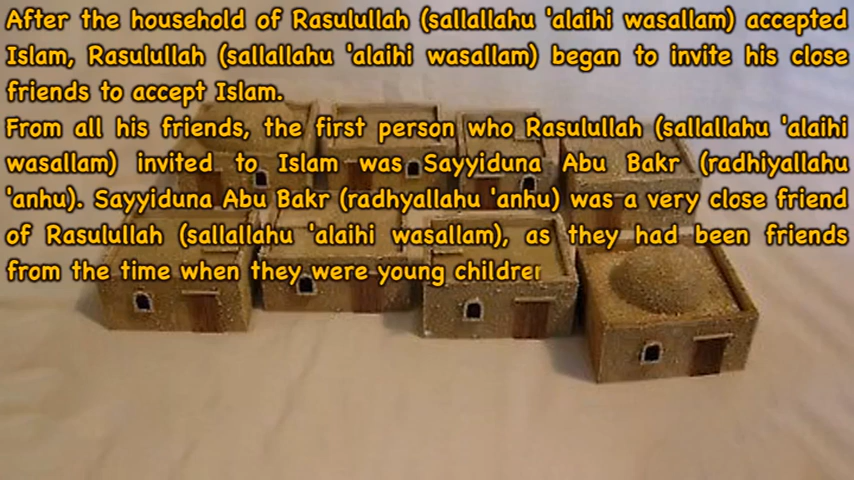 After the household of Rasulullah (sallallahu 'alaihi wasallam) accepted
Islam, Rasulullah (sallallahu 'alaihi wasallam) began to invite his close
friends to accept Islam.
From all his friends, the first person who Rasulullah (sallallahu 'alaihi
wasallam) invited to Islam was Sayyiduna Abu Bakr (radhiyallahu
'anhu). Sayyiduna Abu Bakr (radhyallahu 'anhu) was a very close friend
of Rasulullah (sallallahu 'alaihi wasallam), as they had been friends
from the time when they were young childrer